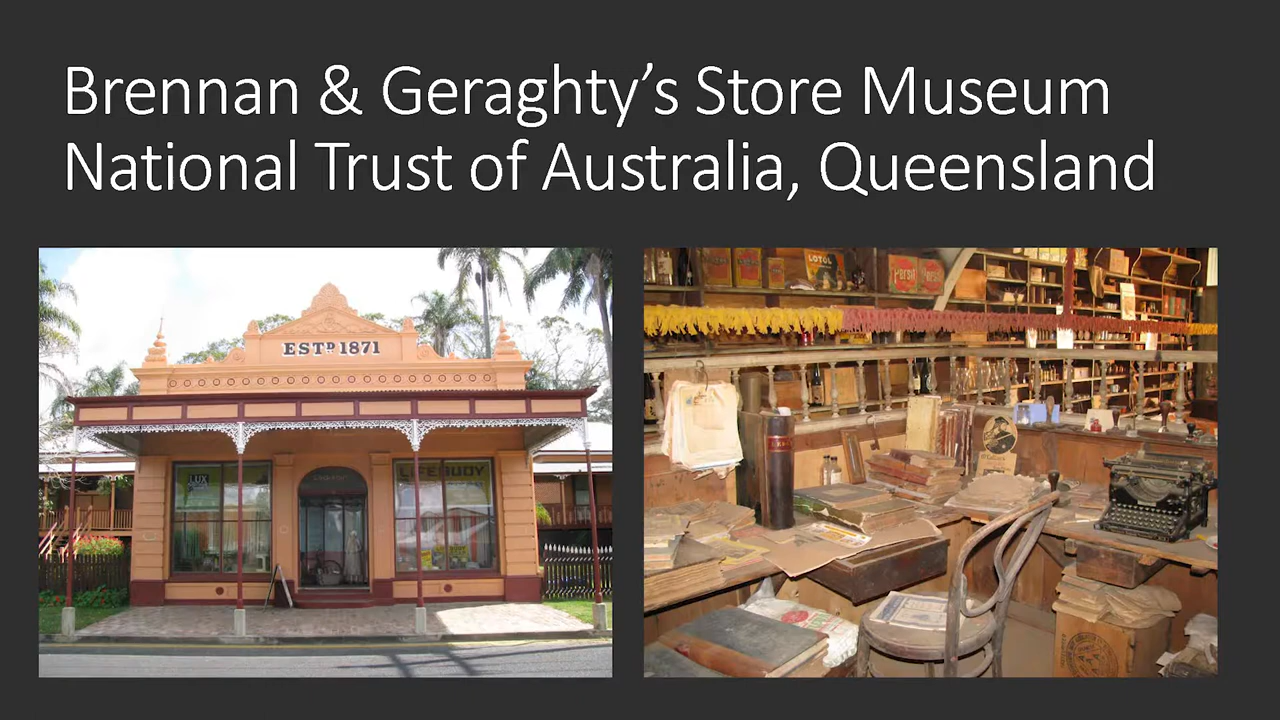 Brennan & Geraghty’s Store Museum
National Trust of Australia, Queensland
ESTD 1871
LUX
LIFEBUOY
LOTOL
Persil